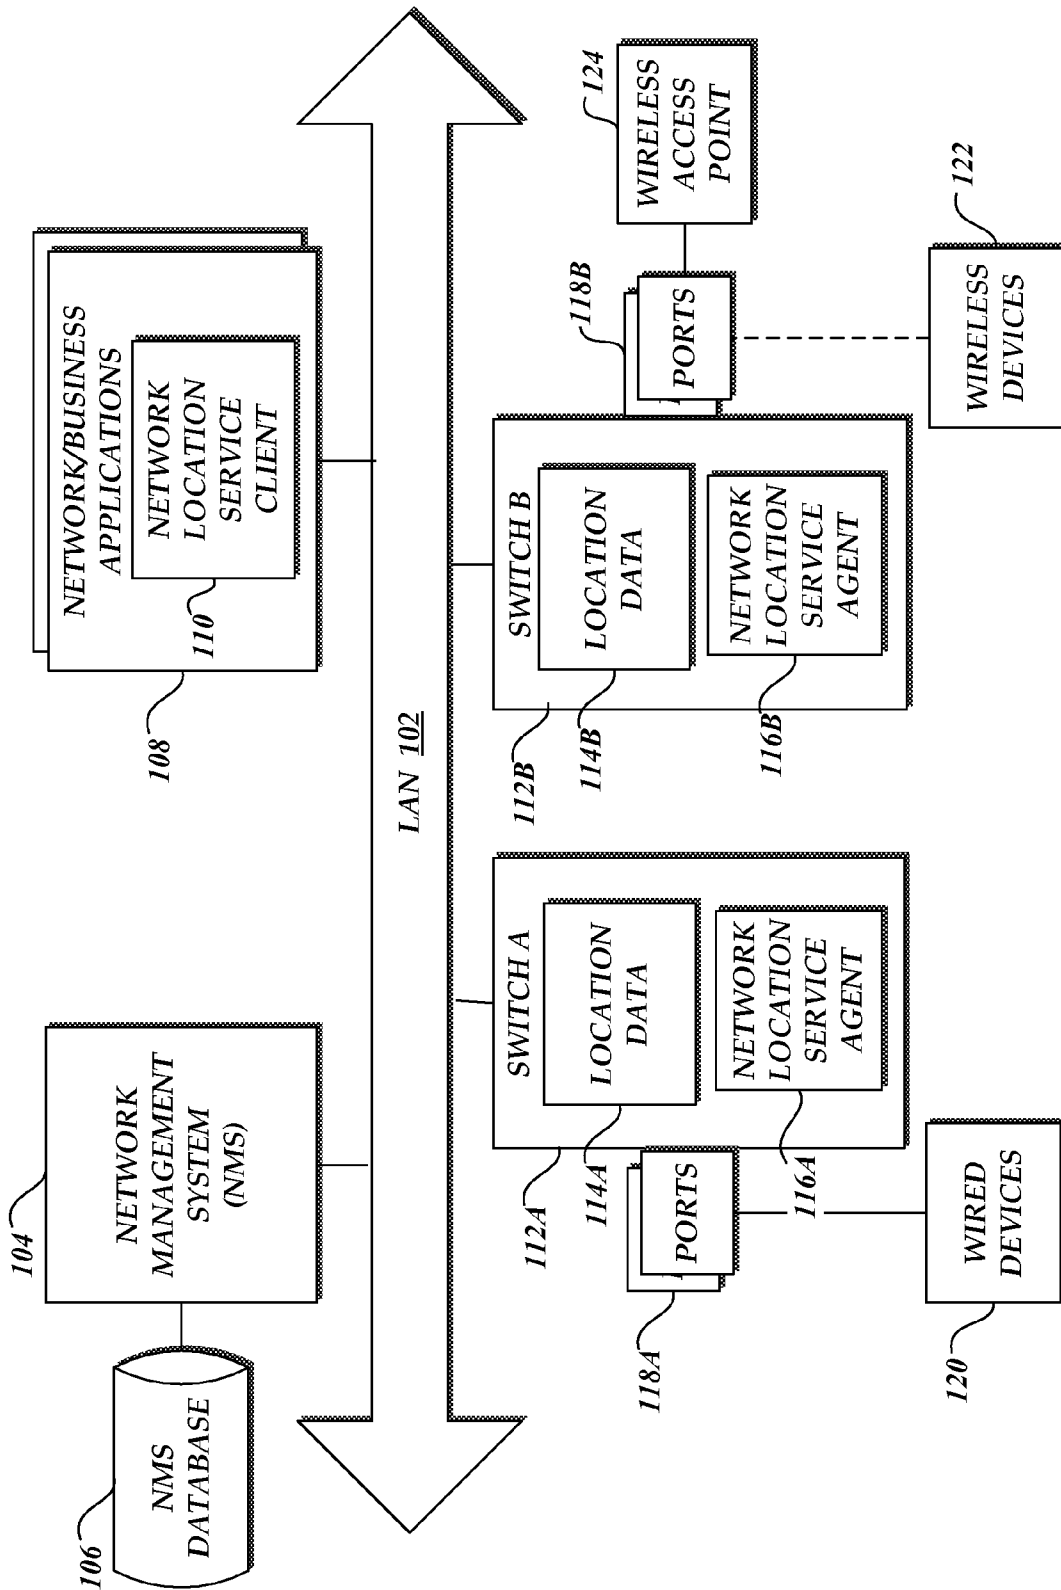 106
NMS
DATABASE
104
NETWORK
MANAGEMENT
SYSTEM
(NMS)
108
NETWORK/BUSINESS
APPLICATIONS
110
NETWORK
LOCATION
SERVICE
CLIENT
LAN 102
112A
SWITCH A
114A
LOCATION
DATA
116A
NETWORK
LOCATION
SERVICE
AGENT
118A
PORTS
120
WIRED
DEVICES
112B
SWITCH B
114B
LOCATION
DATA
116B
NETWORK
LOCATION
SERVICE
AGENT
118B
PORTS
124
WIRELESS
ACCESS
POINT
122
WIRELESS
DEVICES